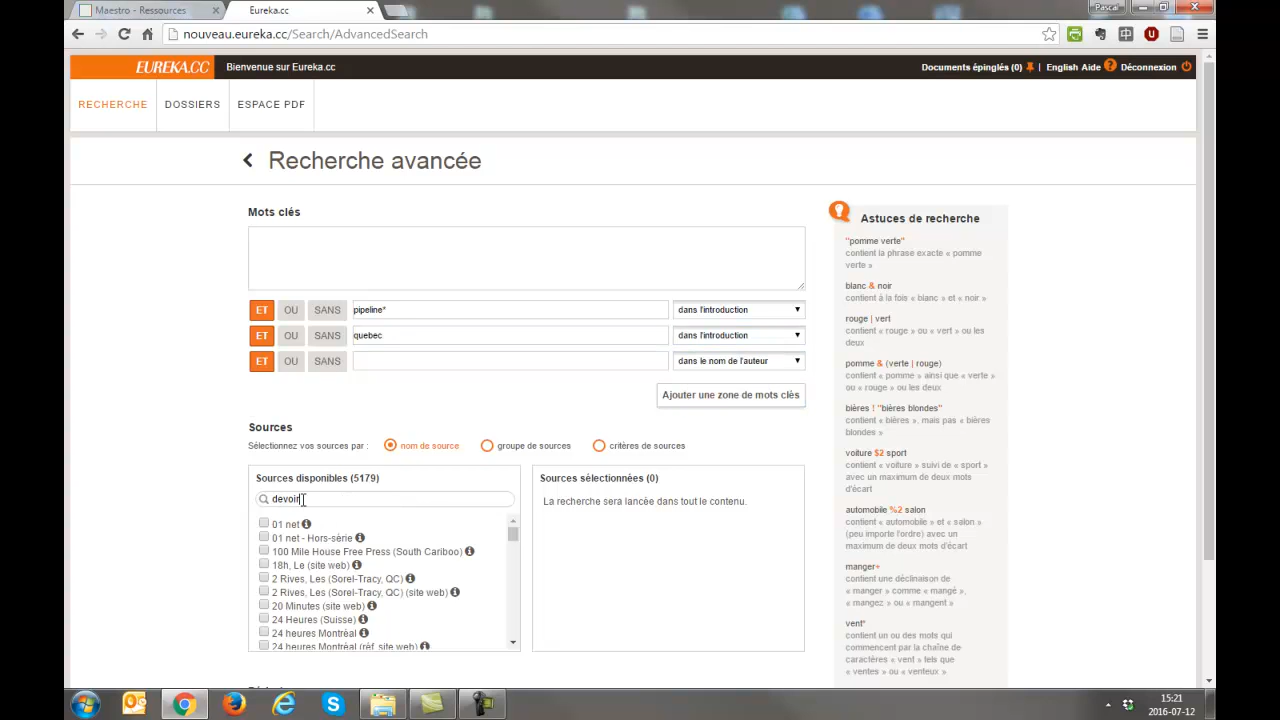 Maestro - Ressources
Eureka.cc
Pascal
nouveau.eureka.cc/Search/AdvancedSearch
EUREKA.CC
Bienvenue sur Eureka.cc
Documents épinglés (0) | English Aide Déconnexion
RECHERCHE
DOSSIERS
ESPACE PDF
Recherche avancée
Mots clés
ET OU SANS pipeline* dans l'introduction
ET OU SANS quebec dans l'introduction
ET OU SANS dans le nom de l'auteur
Ajouter une zone de mots clés
Sources
Sélectionnez vos sources par : nom de source groupe de sources critères de sources
Sources disponibles (5179)
devoir
01 net
01 net - Hors-série
100 Mile House Free Press (South Cariboo)
18h, Le (site web)
2 Rives, Les (Sorel-Tracy, QC)
2 Rives, Les (Sorel-Tracy, QC) (site web)
20 Minutes (site web)
24 Heures (Suisse)
24 heures Montréal
24 heures Montréal (réf. site web)
Sources sélectionnées (0)
La recherche sera lancée dans tout le contenu.
Astuces de recherche
"pomme verte"
contient la phrase exacte « pomme
verte »
blanc & noir
contient à la fois « blanc » et « noir »
rouge | vert
contient « rouge » ou « vert » ou les
deux
pomme & (verte | rouge)
contient « pomme » ainsi que « verte »
ou « rouge » ou les deux
bières ! "bières blondes"
contient « bières », mais pas « bières
blondes »
voiture $2 sport
contient « voiture » suivi de « sport »
avec un maximum de deux mots
d'écart
automobile %2 salon
contient « automobile » et « salon »
(peu importe l'ordre) avec un
maximum de deux mots d'écart
manger+
contient une déclinaison de
« manger » comme « mangé »,
« mangez » ou « mangent »
vent*
contient un ou des mots qui
commencent par la chaîne de
caractères « vent » tels que
« ventes » ou « venteux »
15:21
2016-07-12